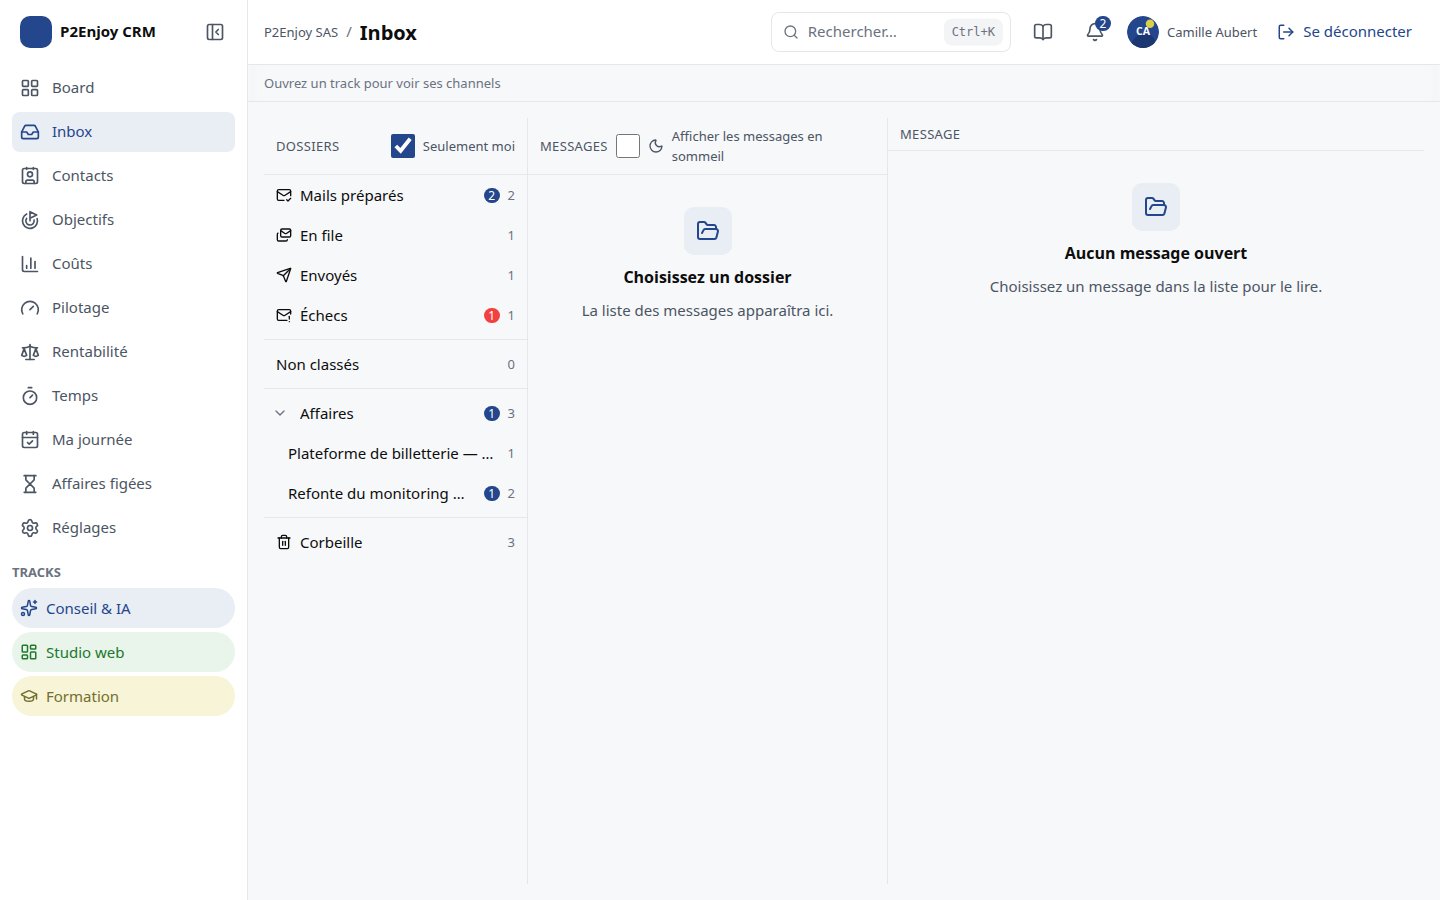 P2Enjoy CRM
Board
Inbox
Contacts
Objectifs
Coûts
Pilotage
Rentabilité
Temps
Ma journée
Affaires figées
Réglages
TRACKS
Conseil & IA
Studio web
Formation
P2Enjoy SAS / Inbox
Rechercher...
Ctrl+K
2
CA
Camille Aubert
Se déconnecter
Ouvrez un track pour voir ses channels
DOSSIERS
Seulement moi
Mails préparés 2 2
En file 1
Envoyés 1
Échecs 1 1
Non classés 0
Affaires 1 3
Plateforme de billetterie — ... 1
Refonte du monitoring ... 1 2
Corbeille 3
MESSAGES
Afficher les messages en
sommeil
Choisissez un dossier
La liste des messages apparaîtra ici.
MESSAGE
Aucun message ouvert
Choisissez un message dans la liste pour le lire.